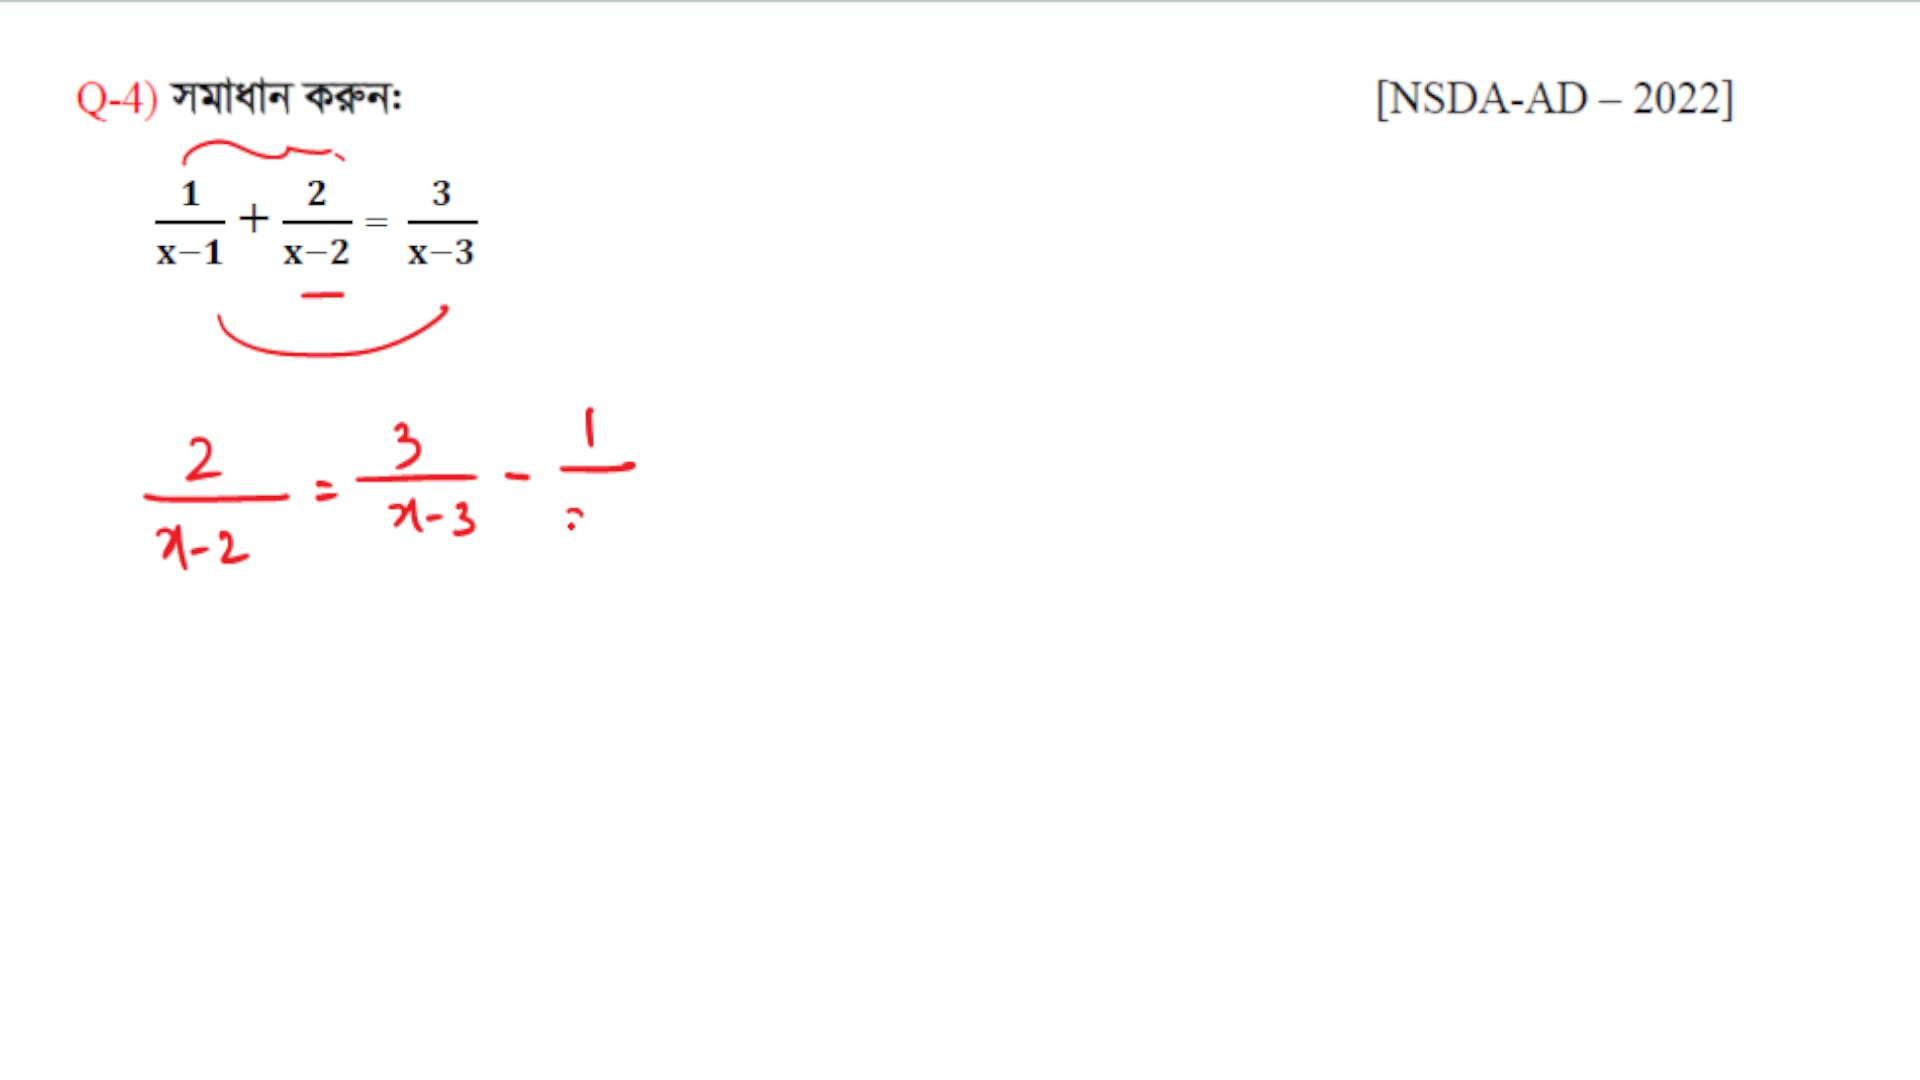 Q-4) সমাধান করুনঃ [NSDA-AD – 2022]
1/(x−1) + 2/(x−2) = 3/(x−3)
2/(x-2) = 3/(x-3) - 1/